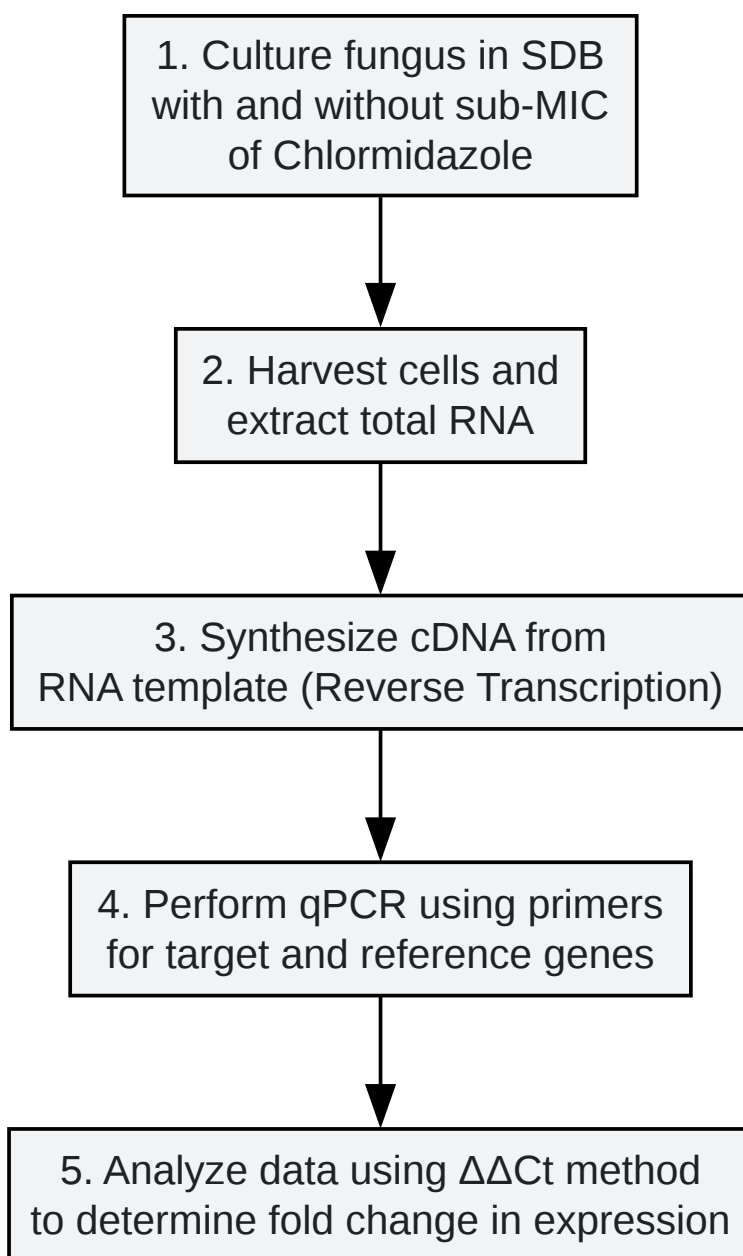 1. Culture fungus in SDB
with and without sub-MIC
of Chlormidazole
2. Harvest cells and
extract total RNA
3. Synthesize cDNA from
RNA template (Reverse Transcription)
4. Perform qPCR using primers
for target and reference genes
5. Analyze data using ΔΔCt method
to determine fold change in expression